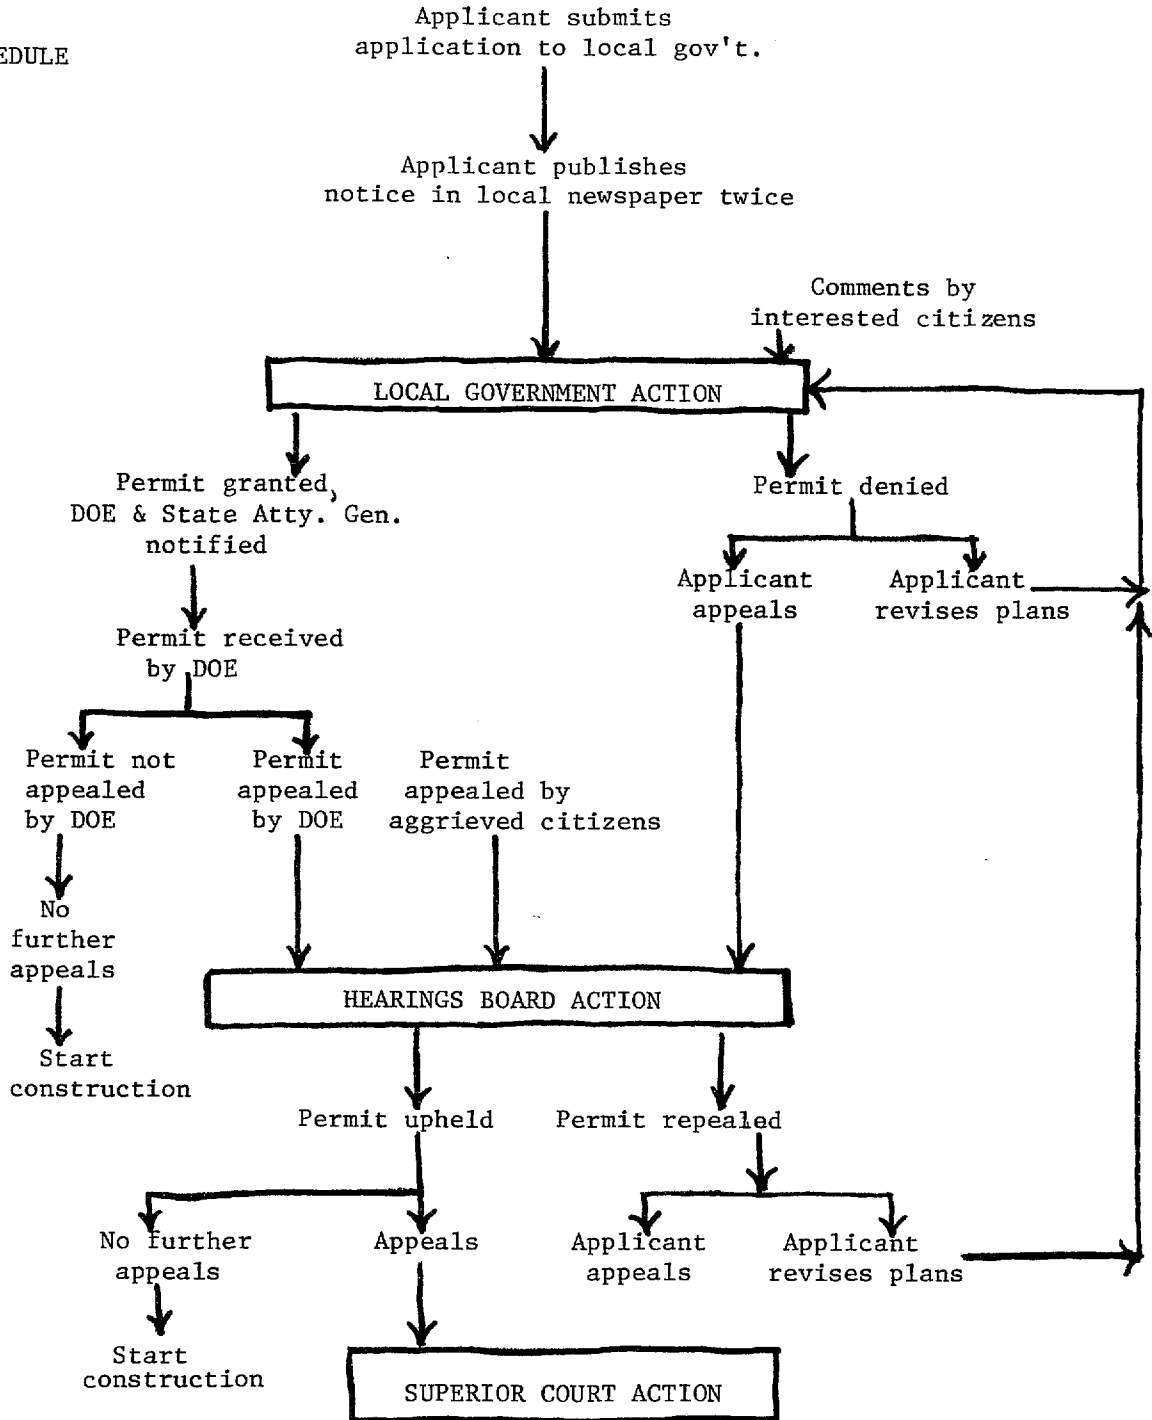 EDULE
Applicant submits
application to local gov't.
Applicant publishes
notice in local newspaper twice
Comments by
interested citizens
LOCAL GOVERNMENT ACTION
Permit granted,
DOE & State Atty. Gen.
notified
Permit denied
Applicant
appeals
Applicant
revises plans
Permit received
by DOE
Permit not
appealed
by DOE
Permit
appealed
by DOE
Permit
appealed by
aggrieved citizens
No
further
appeals
Start
construction
HEARINGS BOARD ACTION
Permit upheld
Permit repealed
No further
appeals
Appeals
Applicant
appeals
Applicant
revises plans
Start
construction
SUPERIOR COURT ACTION